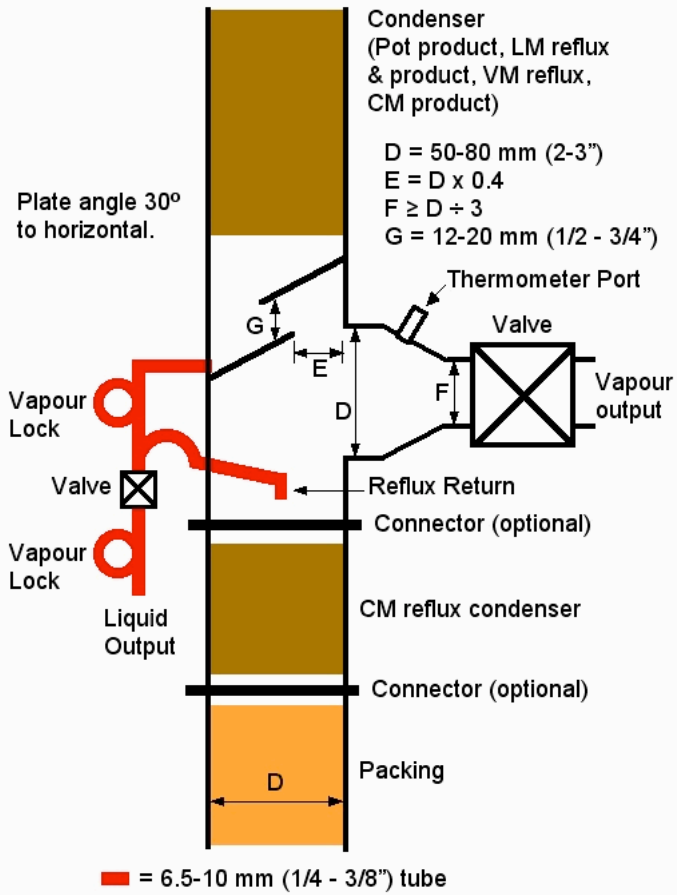 Condenser
(Pot product, LM reflux
& product, VM reflux,
CM product)
D = 50-80 mm (2-3")
E = D x 0.4
F ≥ D ÷ 3
G = 12-20 mm (1/2 - 3/4")
Plate angle 30º
to horizontal.
Thermometer Port
Valve
G
E
D
F
Vapour
output
Vapour
Lock
Valve
Reflux Return
Connector (optional)
Vapour
Lock
Liquid
Output
CM reflux condenser
Connector (optional)
Packing
D
= 6.5-10 mm (1/4 - 3/8") tube